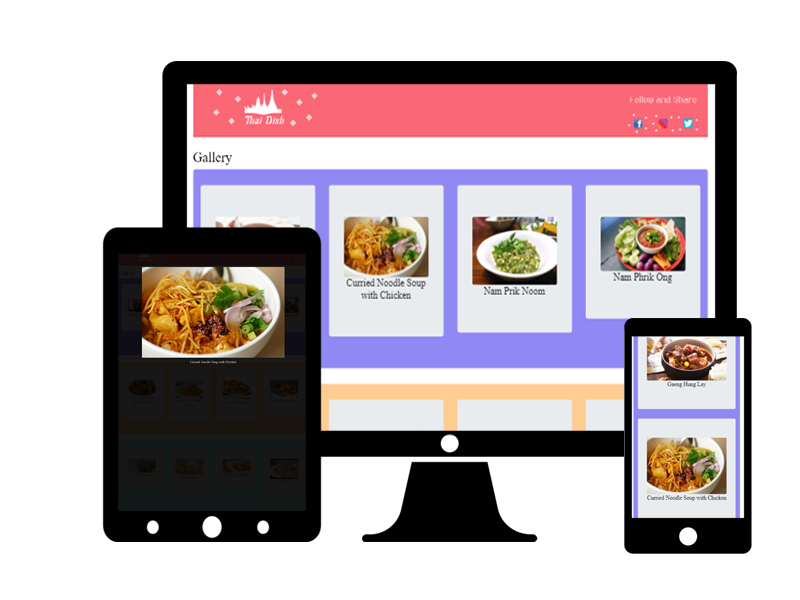 Thai Dish
Follow and Share
Gallery
Curried Noodle Soup
with Chicken
Nam Prik Noom
Nam Phrik Ong
Curried Noodle Soup with Chicken
Gaeng Hung Lay
Curried Noodle Soup with Chicken